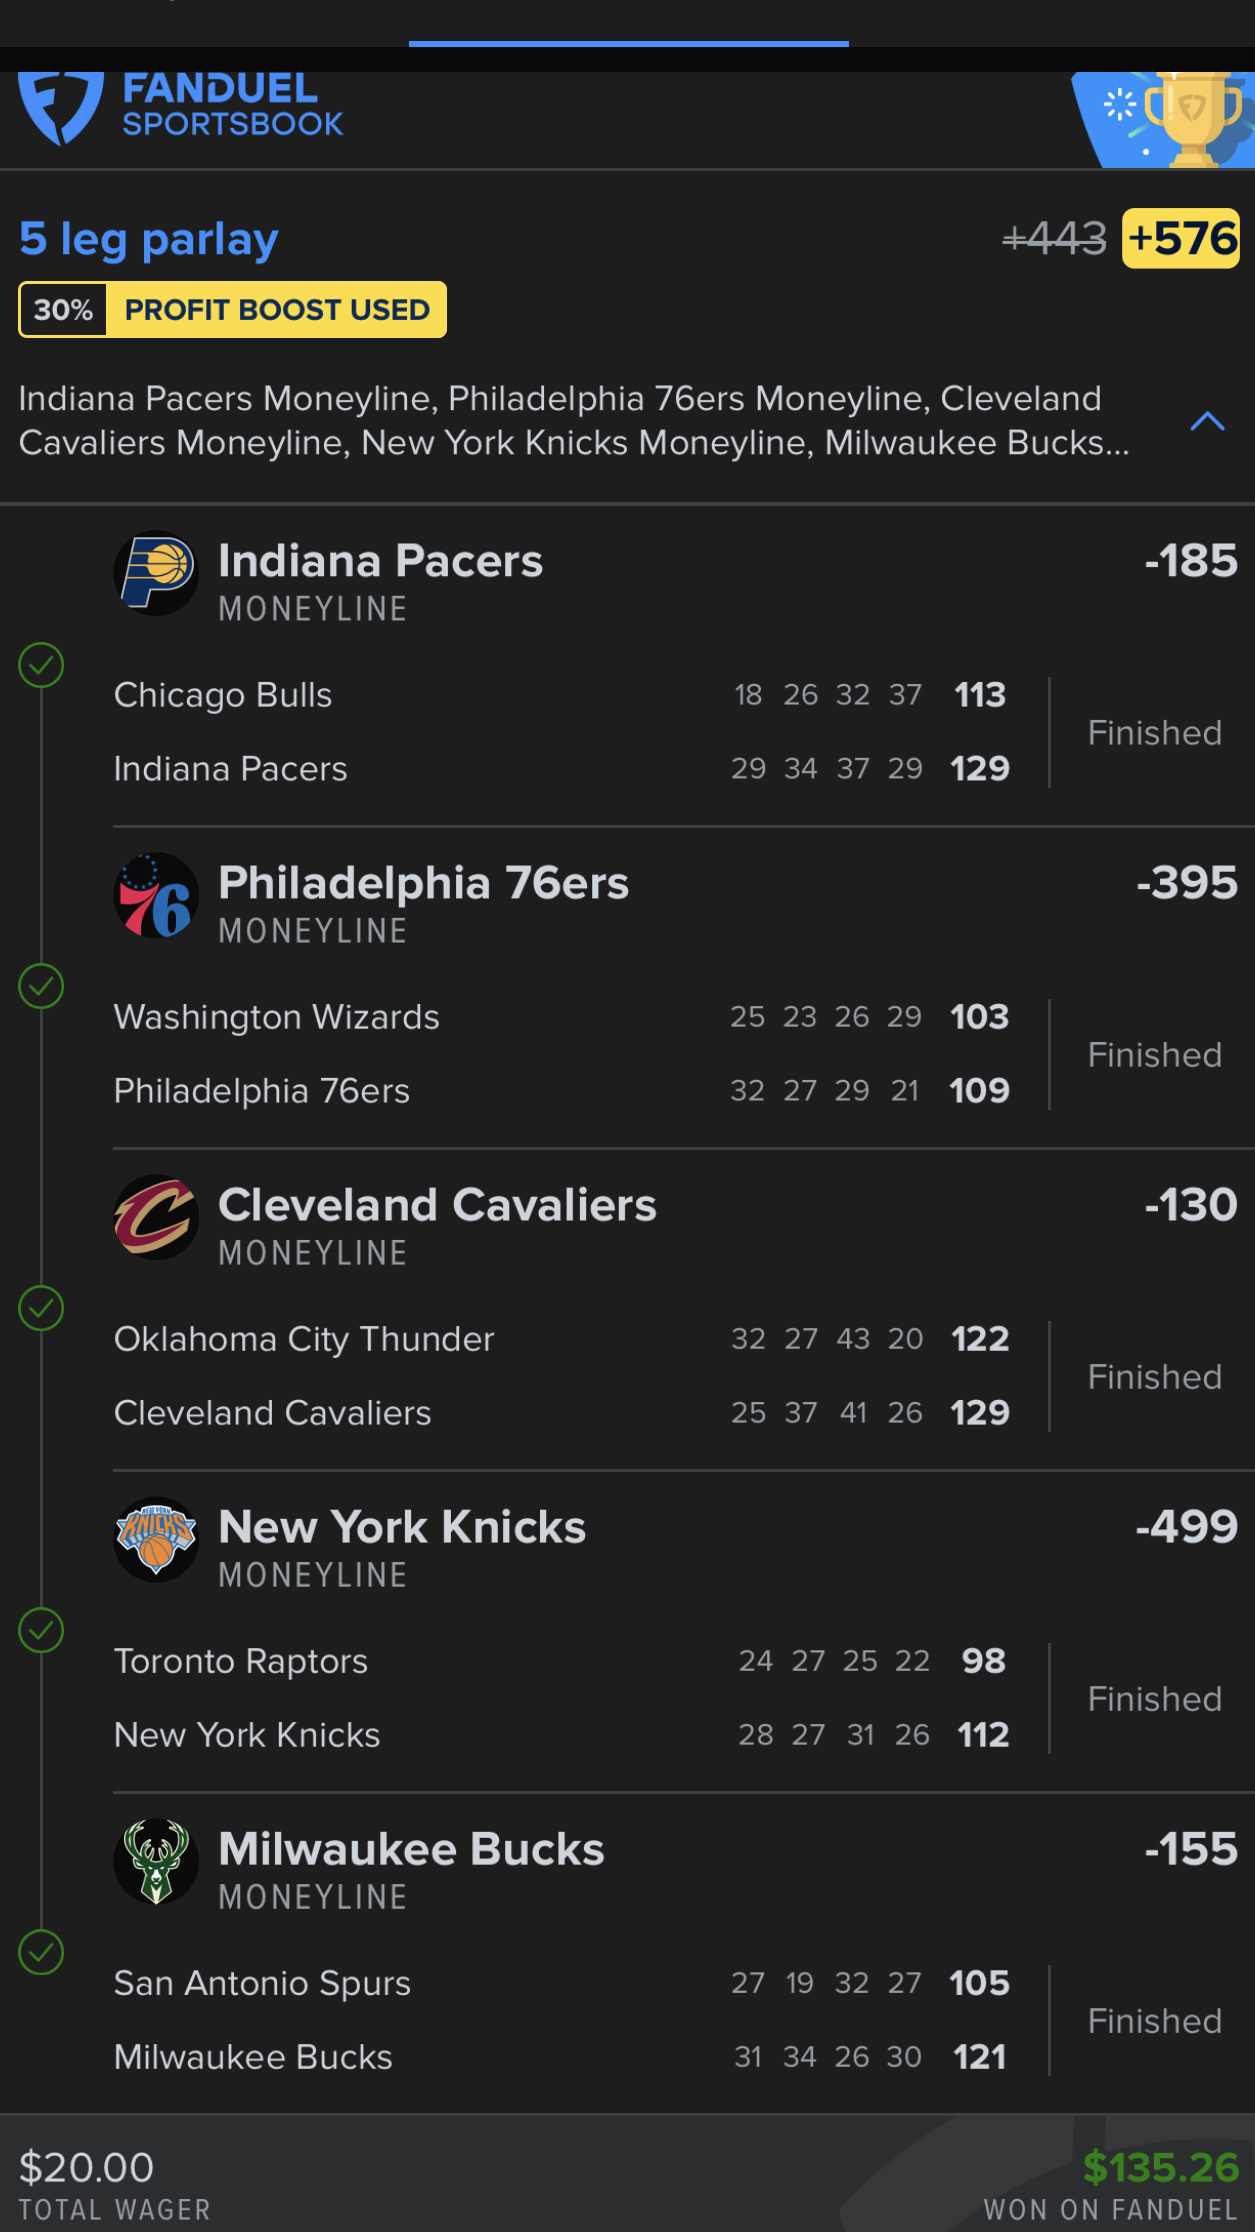 FANDUEL
SPORTSBOOK
5 leg parlay +443 +576
30% PROFIT BOOST USED
Indiana Pacers Moneyline, Philadelphia 76ers Moneyline, Cleveland
Cavaliers Moneyline, New York Knicks Moneyline, Milwaukee Bucks...
Indiana Pacers -185
MONEYLINE
Chicago Bulls 18 26 32 37 113
Finished
Indiana Pacers 29 34 37 29 129
76
Philadelphia 76ers -395
MONEYLINE
Washington Wizards 25 23 26 29 103
Finished
Philadelphia 76ers 32 27 29 21 109
Cleveland Cavaliers -130
MONEYLINE
Oklahoma City Thunder 32 27 43 20 122
Finished
Cleveland Cavaliers 25 37 41 26 129
NEW YORK
KNICKS
New York Knicks -499
MONEYLINE
Toronto Raptors 24 27 25 22 98
Finished
New York Knicks 28 27 31 26 112
Milwaukee Bucks -155
MONEYLINE
San Antonio Spurs 27 19 32 27 105
Finished
Milwaukee Bucks 31 34 26 30 121
$20.00 $135.26
TOTAL WAGER WON ON FANDUEL